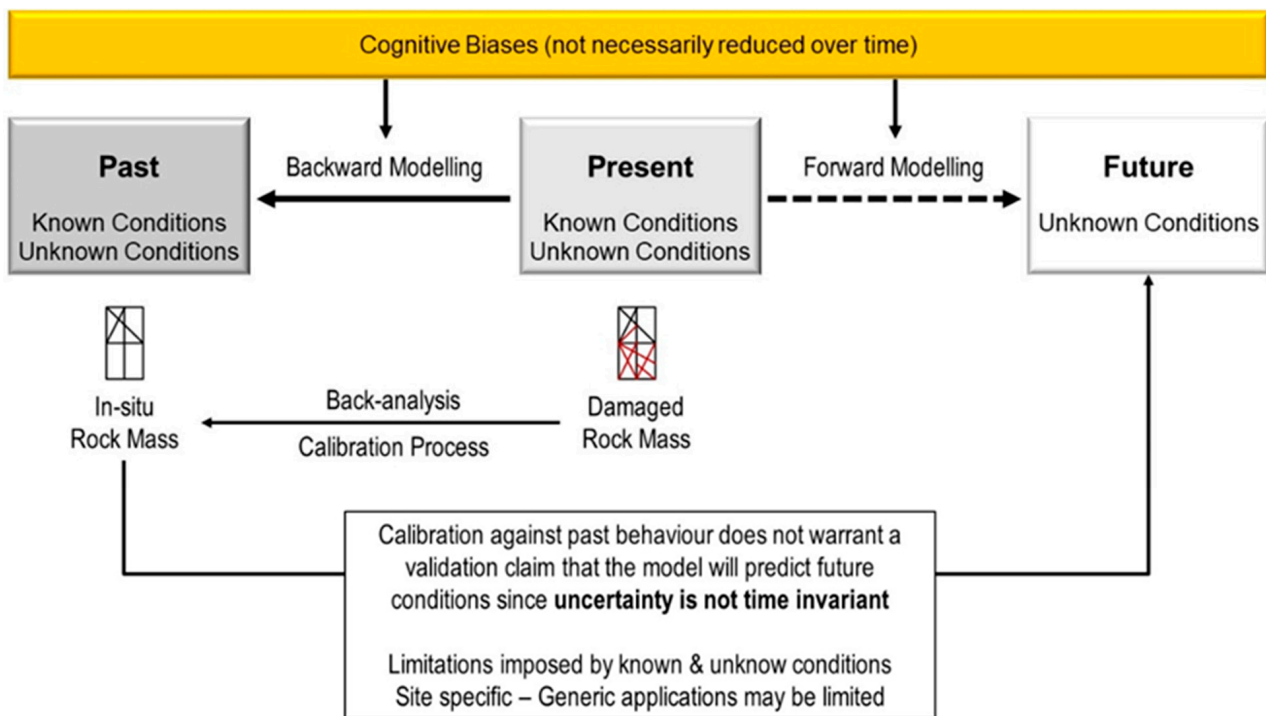 Cognitive Biases (not necessarily reduced over time)
Past
Known Conditions
Unknown Conditions
Backward Modelling
Present
Known Conditions
Unknown Conditions
Forward Modelling
Future
Unknown Conditions
In-situ
Rock Mass
Back-analysis
Calibration Process
Damaged
Rock Mass
Calibration against past behaviour does not warrant a
validation claim that the model will predict future
conditions since uncertainty is not time invariant
Limitations imposed by known & unknow conditions
Site specific – Generic applications may be limited